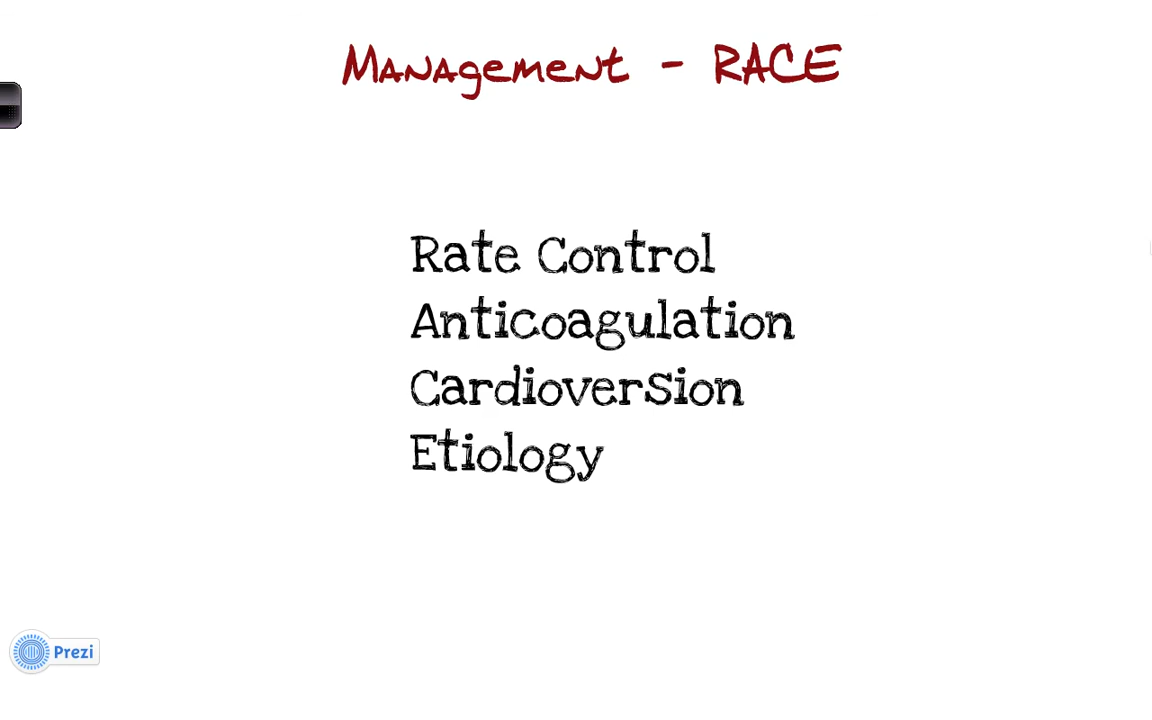 Management - RACE
Rate Control
Anticoagulation
Cardioversion
Etiology
Prezi